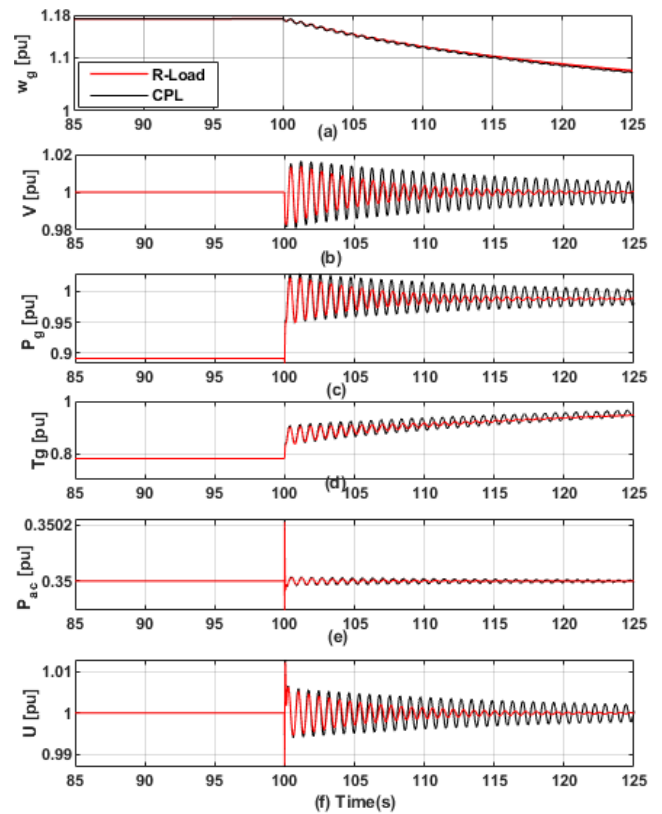 1.18
1.1
1
w_g [pu]
R-Load
CPL
85 90 95 100 105 110 115 120 125
(a)
1.02
1
0.98
V [pu]
85 90 95 100 105 110 115 120 125
(b)
1
0.95
0.9
P_g [pu]
85 90 95 100 105 110 115 120 125
(c)
1
0.8
Tg [pu]
85 90 95 100 105 110 115 120 125
(d)
0.3502
0.35
P_ac [pu]
85 90 95 100 105 110 115 120 125
(e)
1.01
1
0.99
U [pu]
85 90 95 100 105 110 115 120 125
(f) Time(s)